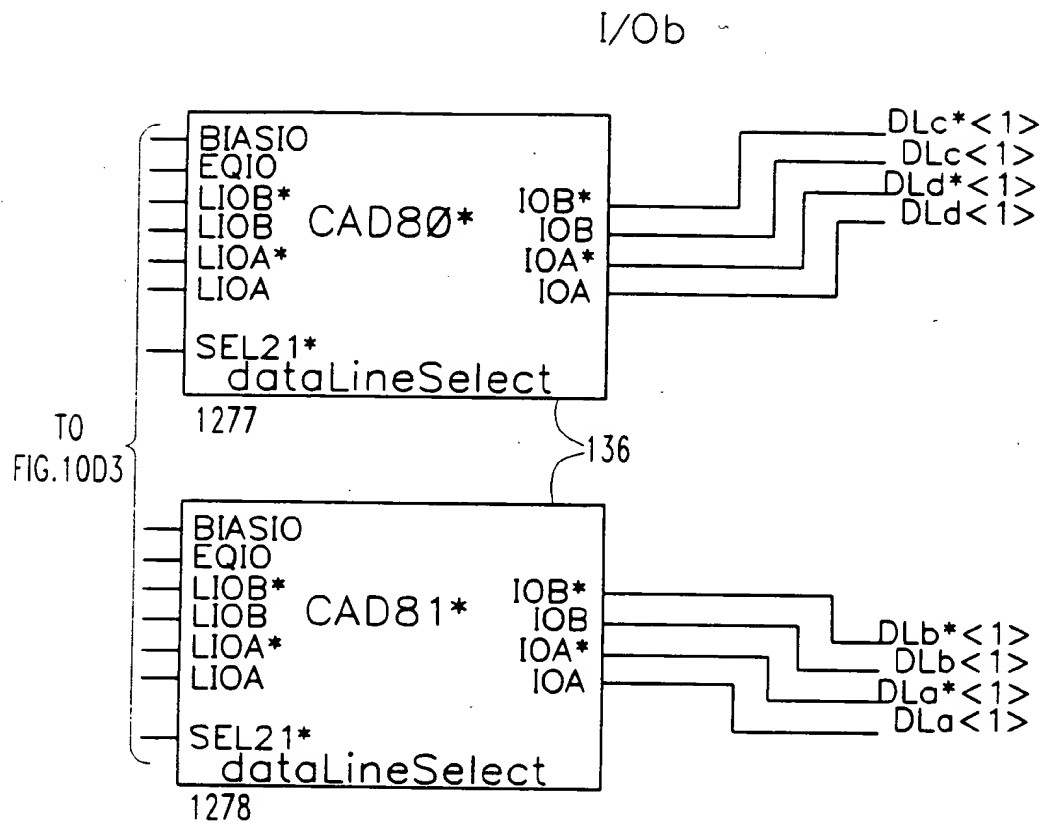 I/Ob
BIASIO
EQIO
LIOB*
LIOB
LIOA*
LIOA
SEL21*
CAD80*
dataLineSelect
IOB*
IOB
IOA*
IOA
DLc*<1>
DLc<1>
DLd*<1>
DLd<1>
1277
136
TO
FIG.10D3
BIASIO
EQIO
LIOB*
LIOB
LIOA*
LIOA
SEL21*
CAD81*
dataLineSelect
IOB*
IOB
IOA*
IOA
DLb*<1>
DLb<1>
DLa*<1>
DLa<1>
1278